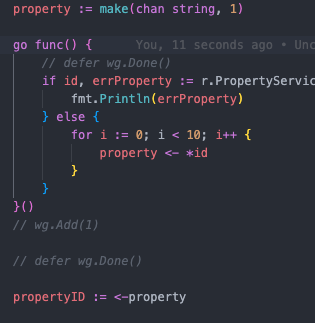 property := make(chan string, 1)
go func() {    You, 11 seconds ago • Unc
// defer wg.Done()
if id, errProperty := r.PropertyServic
fmt.Println(errProperty)
} else {
for i := 0; i < 10; i++ {
property <- *id
}
}
}()
// wg.Add(1)
// defer wg.Done()
propertyID := <-property